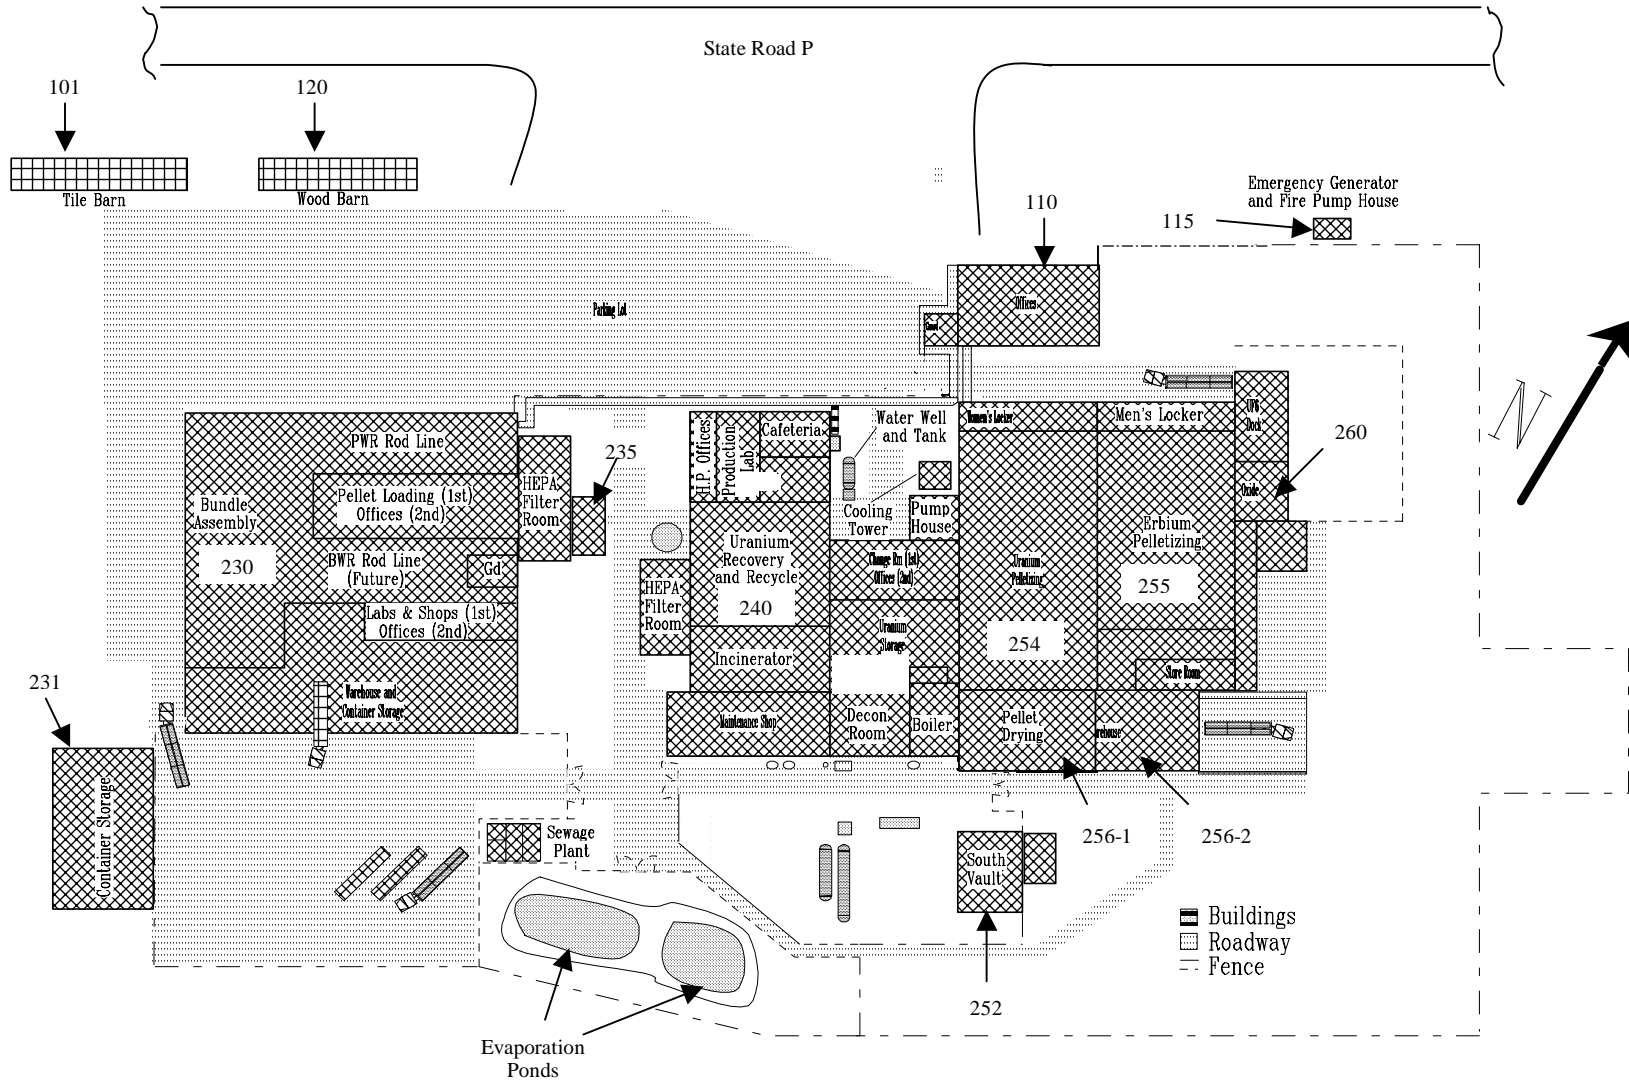 State Road P
101
120
Tile Barn
Wood Barn
Emergency Generator
and Fire Pump House
115
110
Offices
Guard
Parking Lot
N
PWR Rod Line
Pellet Loading (1st)
Offices (2nd)
Bundle
Assembly
230
BWR Rod Line
(Future)
Gd
Labs & Shops (1st)
Offices (2nd)
Warehouse and
Container Storage
HEPA
Filter
Room
235
231
Container Storage
H.P. Offices
Production
Lab
Cafeteria
Water Well
and Tank
Cooling
Tower
Pump
House
Uranium
Recovery
and Recycle
240
HEPA
Filter
Room
Incinerator
Maintenance Shop
Change Rm (1st)
Offices (2nd)
Uranium
Storage
Decon
Room
Boiler
Women's Locker
Men's Locker
UF6
Dock
Oxide
260
Uranium
Pelletizing
254
Erbium
Pelletizing
255
Store Room
Pellet
Drying
Warehouse
256-1
256-2
Sewage
Plant
South
Vault
252
Evaporation
Ponds
Buildings
Roadway
Fence